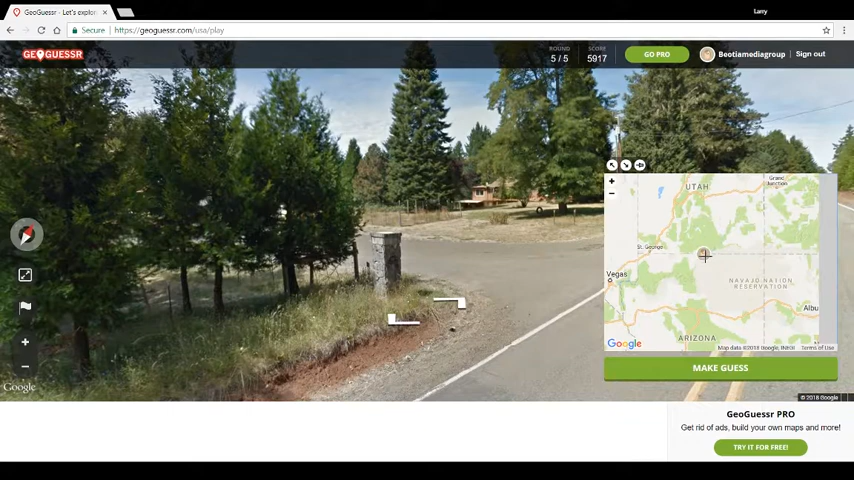 GeoGuessr - Let's explor
Larry
Secure
https://geoguessr.com/usa/play
GEOGUESSR
ROUND
5 / 5
SCORE
5917
GO PRO
Beotiamediagroup
Sign out
UTAH
Grand
Junction
St. George
Vegas
NAVAJO NATION
RESERVATION
Albu
ARIZONA
Google
Map data ©2018 Google, INEGI
Terms of Use
MAKE GUESS
Google
© 2018 Google
GeoGuessr PRO
Get rid of ads, build your own maps and more!
TRY IT FOR FREE!